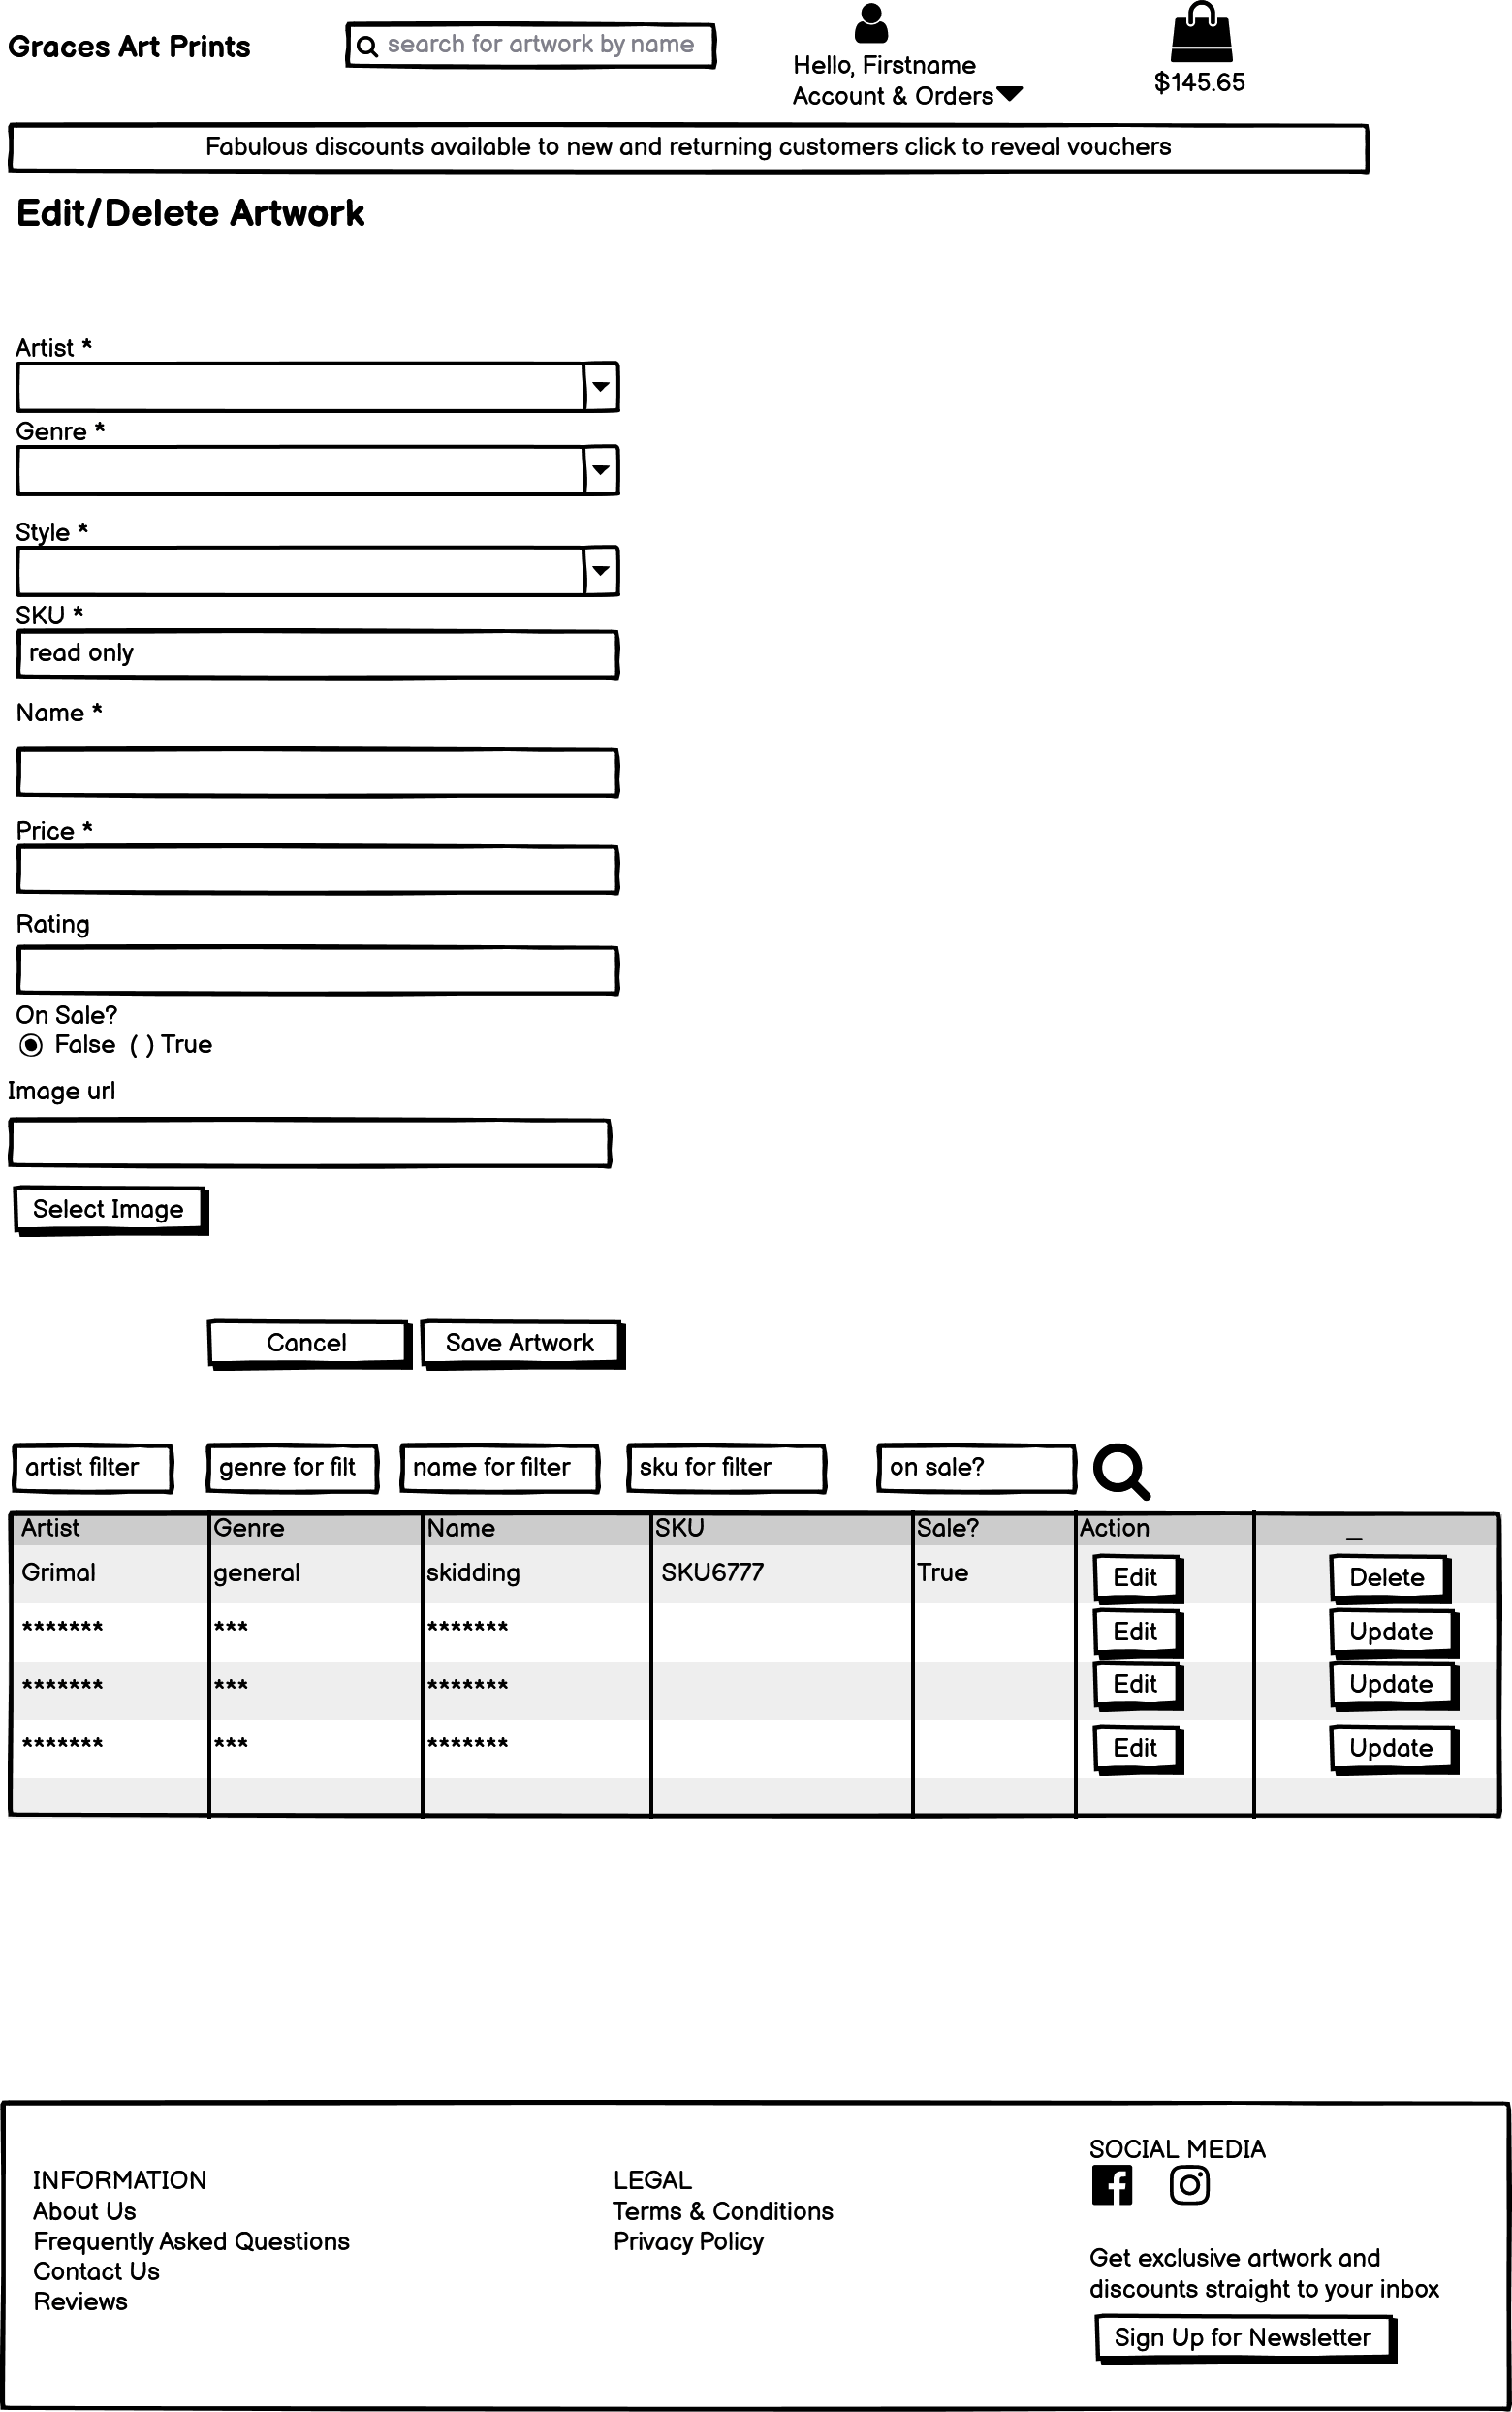 Graces Art Prints
search for artwork by name
Hello, Firstname
Account & Orders
$145.65
Fabulous discounts available to new and returning customers click to reveal vouchers
Edit/Delete Artwork
Artist *
Genre *
Style *
SKU *
read only
Name *
Price *
Rating
On Sale?
False ( ) True
Image url
Select Image
Cancel Save Artwork
artist filter genre for filt name for filter sku for filter on sale?
Artist Genre Name SKU Sale? Action _
Grimal general skidding SKU6777 True Edit Delete
******* *** ******* Edit Update
******* *** ******* Edit Update
******* *** ******* Edit Update
INFORMATION
About Us
Frequently Asked Questions
Contact Us
Reviews
LEGAL
Terms & Conditions
Privacy Policy
SOCIAL MEDIA
Get exclusive artwork and
discounts straight to your inbox
Sign Up for Newsletter